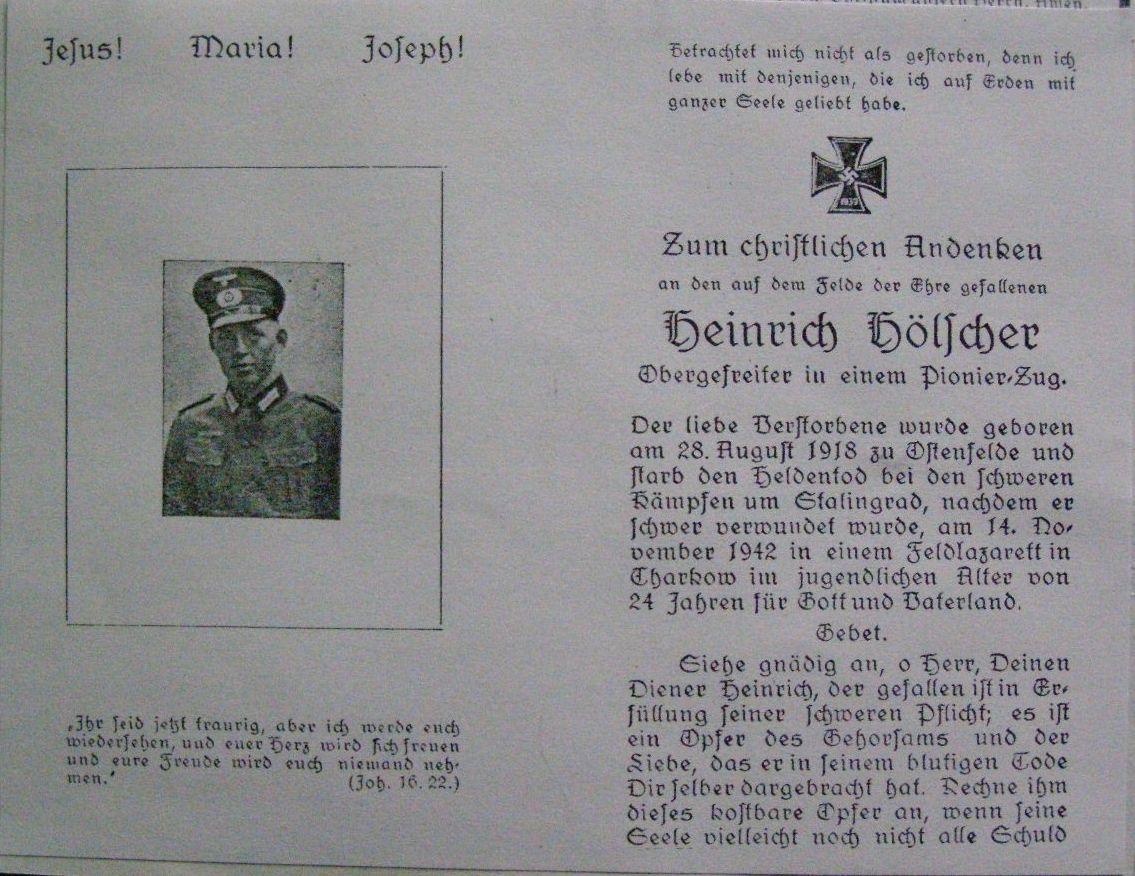 Jesus! Maria! Joseph!
„Ihr seid jetzt traurig, aber ich werde euch
wiedersehen, und euer Herz wird sich freuen
und eure Freude wird euch niemand neh-
men.“
(Joh. 16. 22.)
Betrachtet mich nicht als gestorben, denn ich
lebe mit denjenigen, die ich auf Erden mit
ganzer Seele geliebt habe.
1939
Zum christlichen Andenken
an den auf dem Felde der Ehre gefallenen
Heinrich Hölscher
Obergefreiter in einem Pionier-Zug.
Der liebe Verstorbene wurde geboren
am 28. August 1918 zu Ostenfelde und
starb den Heldentod bei den schweren
Kämpfen um Stalingrad, nachdem er
schwer verwundet wurde, am 14. No-
vember 1942 in einem Feldlazarett in
Charkow im jugendlichen Alter von
24 Jahren für Gott und Vaterland.
Gebet.
Siehe gnädig an, o Herr, Deinen
Diener Heinrich, der gefallen ist in Er-
füllung seiner schweren Pflicht; es ist
ein Opfer des Gehorsams und der
Liebe, das er in seinem blutigen Tode
Dir selber dargebracht hat. Rechne ihm
dieses kostbare Opfer an, wenn seine
Seele vielleicht noch nicht alle Schuld